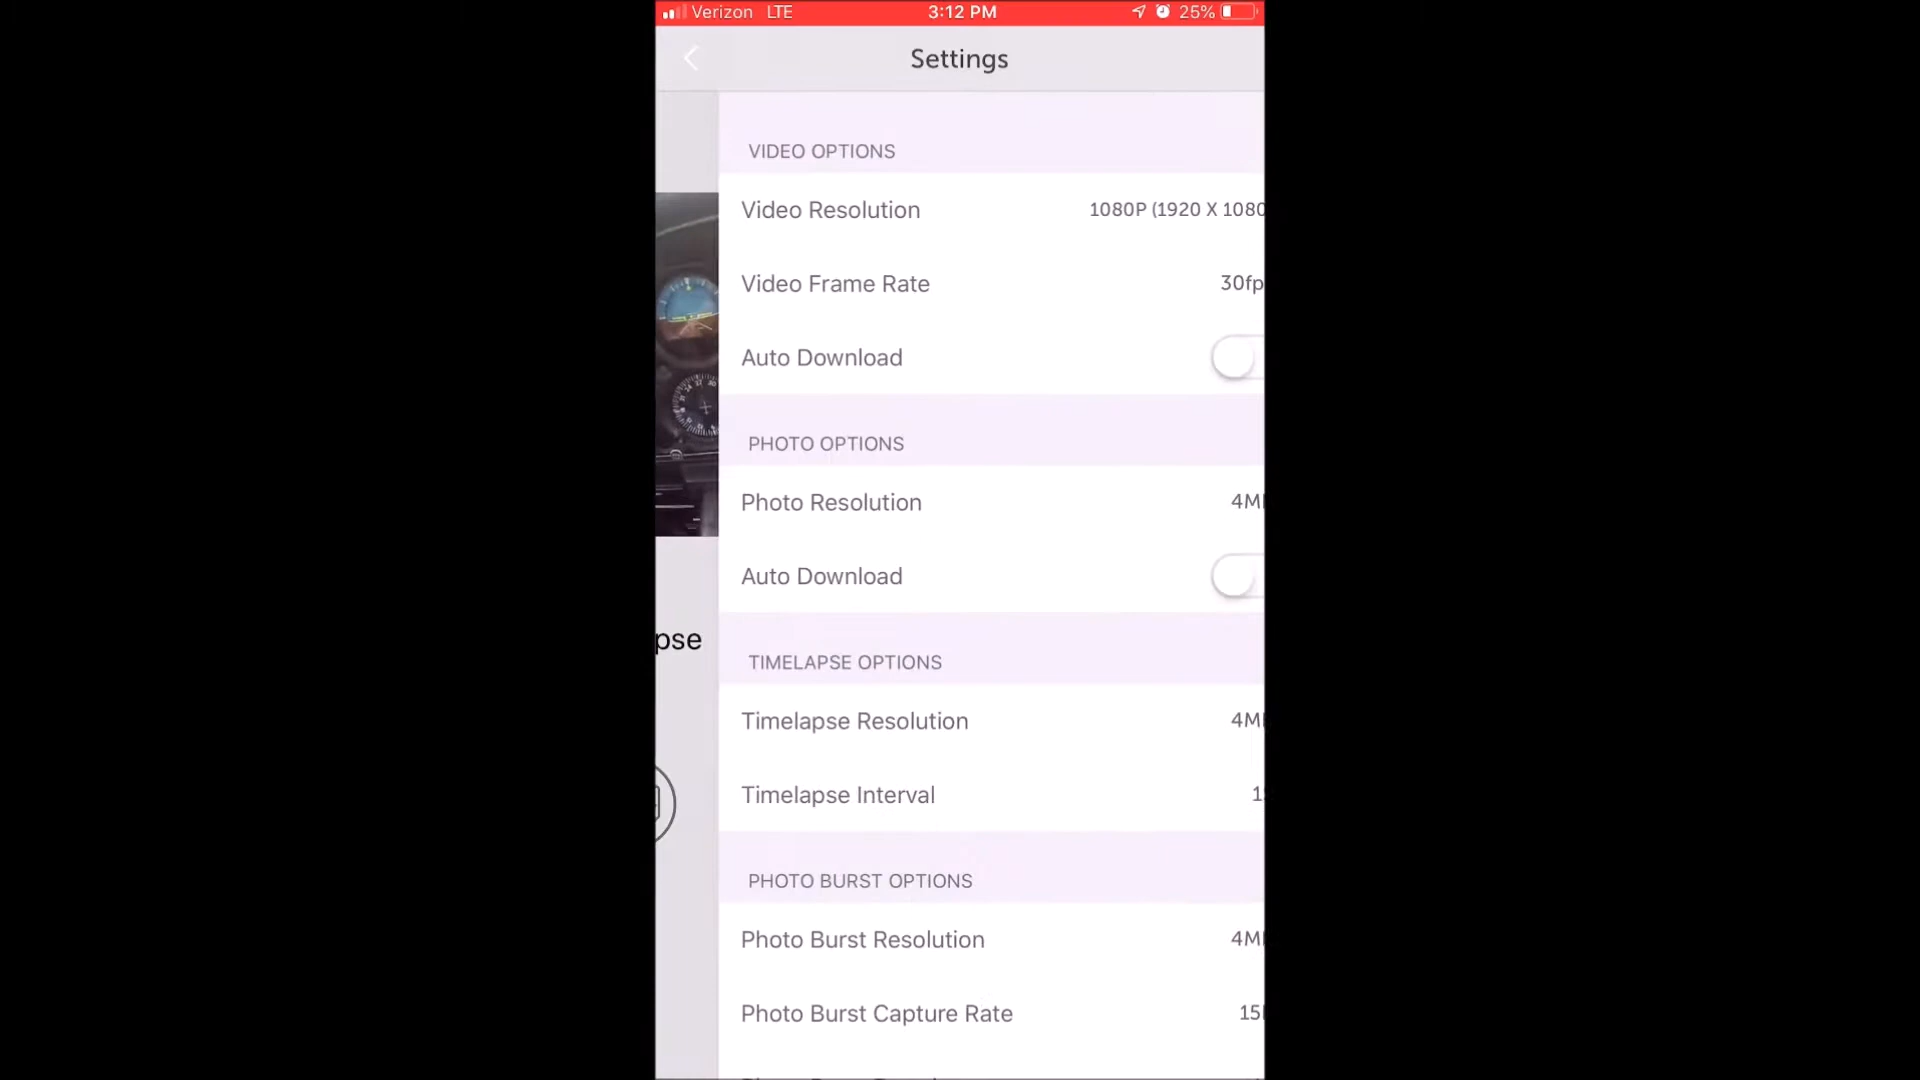 Verizon LTE 3:12 PM 25%
Settings
VIDEO OPTIONS
Video Resolution 1080P (1920 X 1080
Video Frame Rate 30fp
Auto Download
PHOTO OPTIONS
Photo Resolution 4M
Auto Download
pse
TIMELAPSE OPTIONS
Timelapse Resolution 4M
Timelapse Interval 1
PHOTO BURST OPTIONS
Photo Burst Resolution 4M
Photo Burst Capture Rate 15